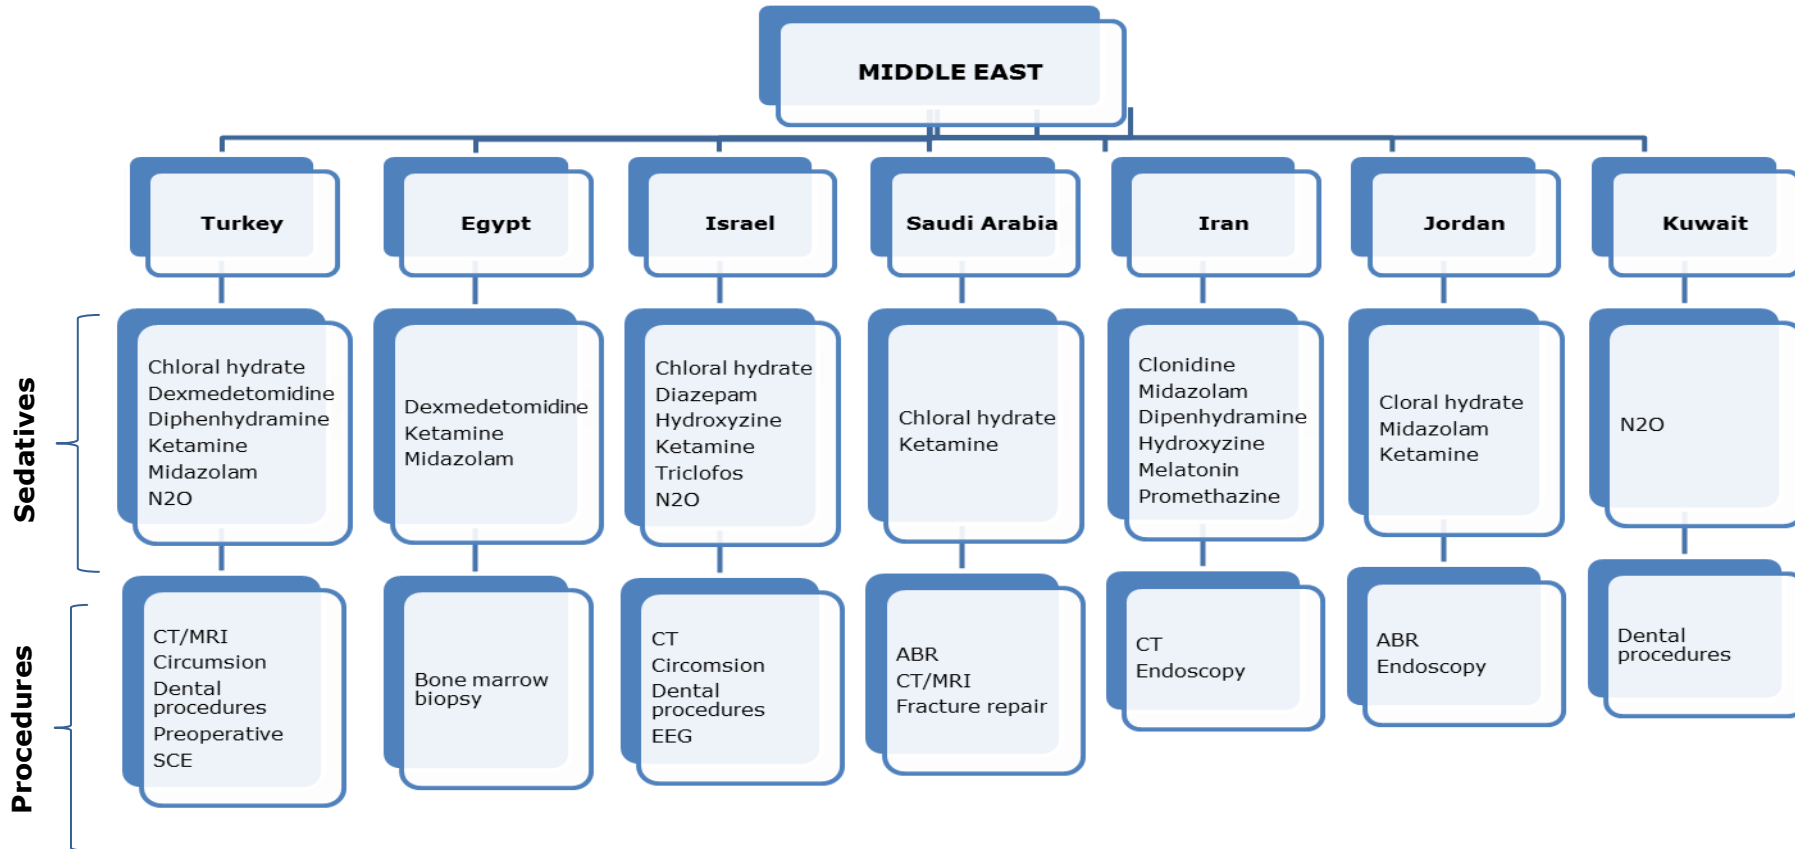 MIDDLE EAST
Turkey
Egypt
Israel
Saudi Arabia
Iran
Jordan
Kuwait
Sedatives
Chloral hydrate
Dexmedetomidine
Diphenhydramine
Ketamine
Midazolam
N2O
Dexmedetomidine
Ketamine
Midazolam
Chloral hydrate
Diazepam
Hydroxyzine
Ketamine
Triclofos
N2O
Chloral hydrate
Ketamine
Clonidine
Midazolam
Dipenhydramine
Hydroxyzine
Melatonin
Promethazine
Cloral hydrate
Midazolam
Ketamine
N2O
Procedures
CT/MRI
Circumsion
Dental
procedures
Preoperative
SCE
Bone marrow
biopsy
CT
Circomsion
Dental
procedures
EEG
ABR
CT/MRI
Fracture repair
CT
Endoscopy
ABR
Endoscopy
Dental
procedures